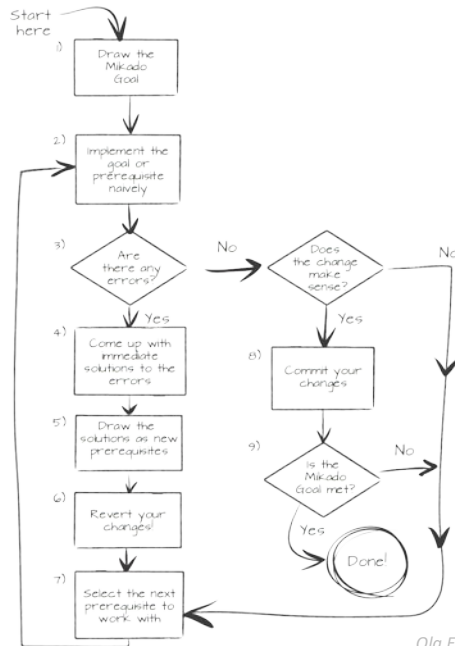 Start
here
1)
Draw the
Mikado
Goal
2)
Implement the
goal or
prerequisite
naively
3)
Are
there any
errors?
No
Does
the change
make
sense?
No
Yes
4)
Come up with
immediate
solutions to the
errors
Yes
8)
Commit your
changes
5)
Draw the
solutions as new
prerequisites
9)
Is the
Mikado
Goal met?
No
6)
Revert your
changes!
Yes
Done!
7)
Select the next
prerequisite to
work with
Ola